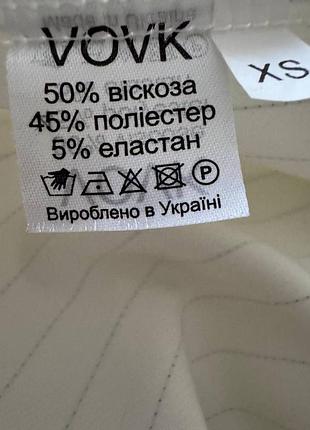 VOVK
XS
50% віскоза
45% поліестер
5% еластан
P
Вироблено в Україні